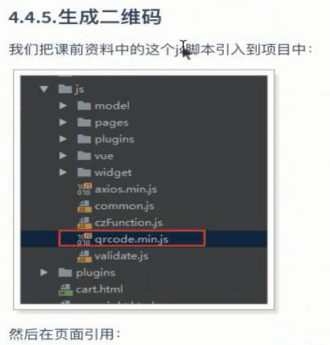 4.4.5.生成二维码
我们把课前资料中的这个js脚本引入到项目中：
js
model
pages
plugins
vue
widget
axios.min.js
common.js
czFunction.js
qrcode.min.js
validate.js
plugins
cart.html
然后在页面引用：